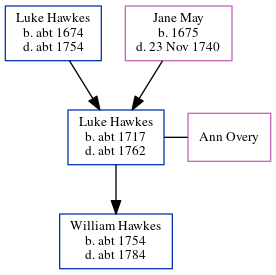 Luke Hawkes
b. abt 1674
d. abt 1754
Jane May
b. 1675
d. 23 Nov 1740
Luke Hawkes
b. abt 1717
d. abt 1762
Ann Overy
William Hawkes
b. abt 1754
d. abt 1784